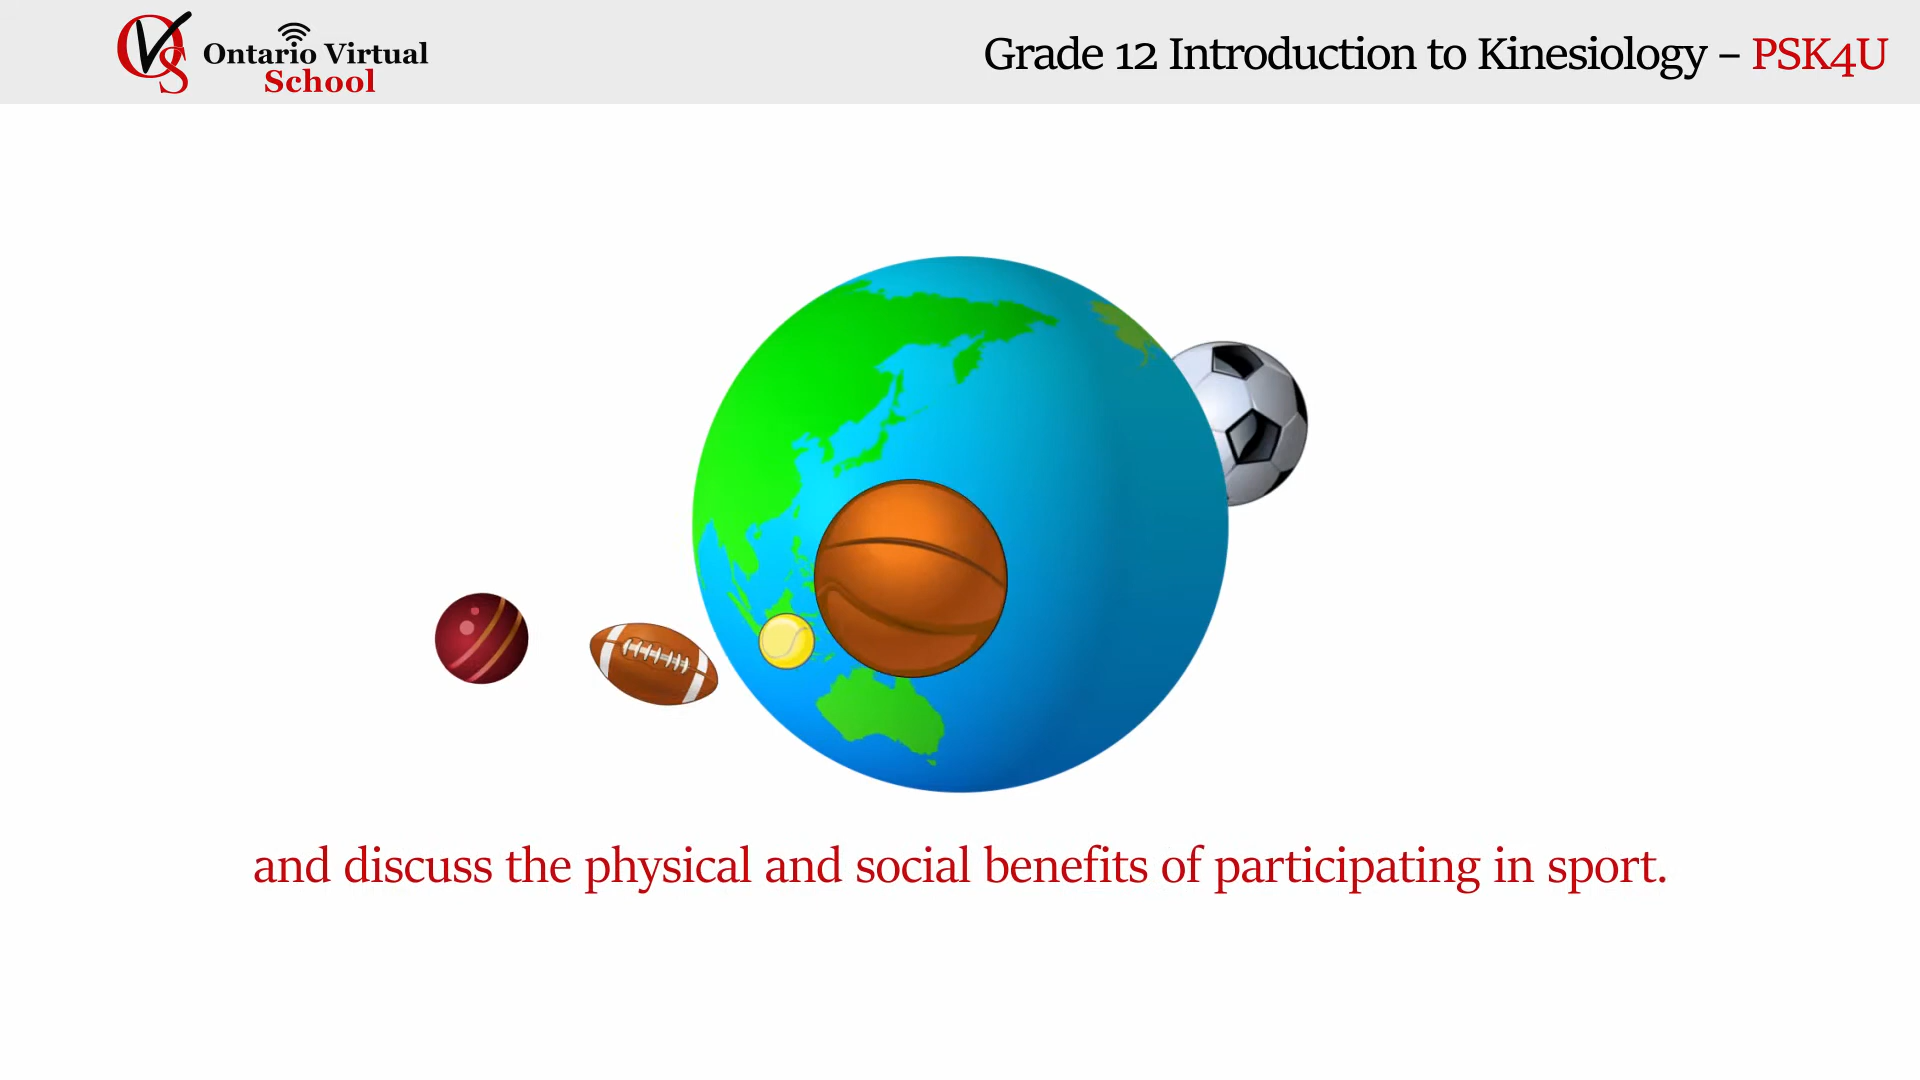 Ontario Virtual
School
Grade 12 Introduction to Kinesiology – PSK4U
and discuss the physical and social benefits of participating in sport.